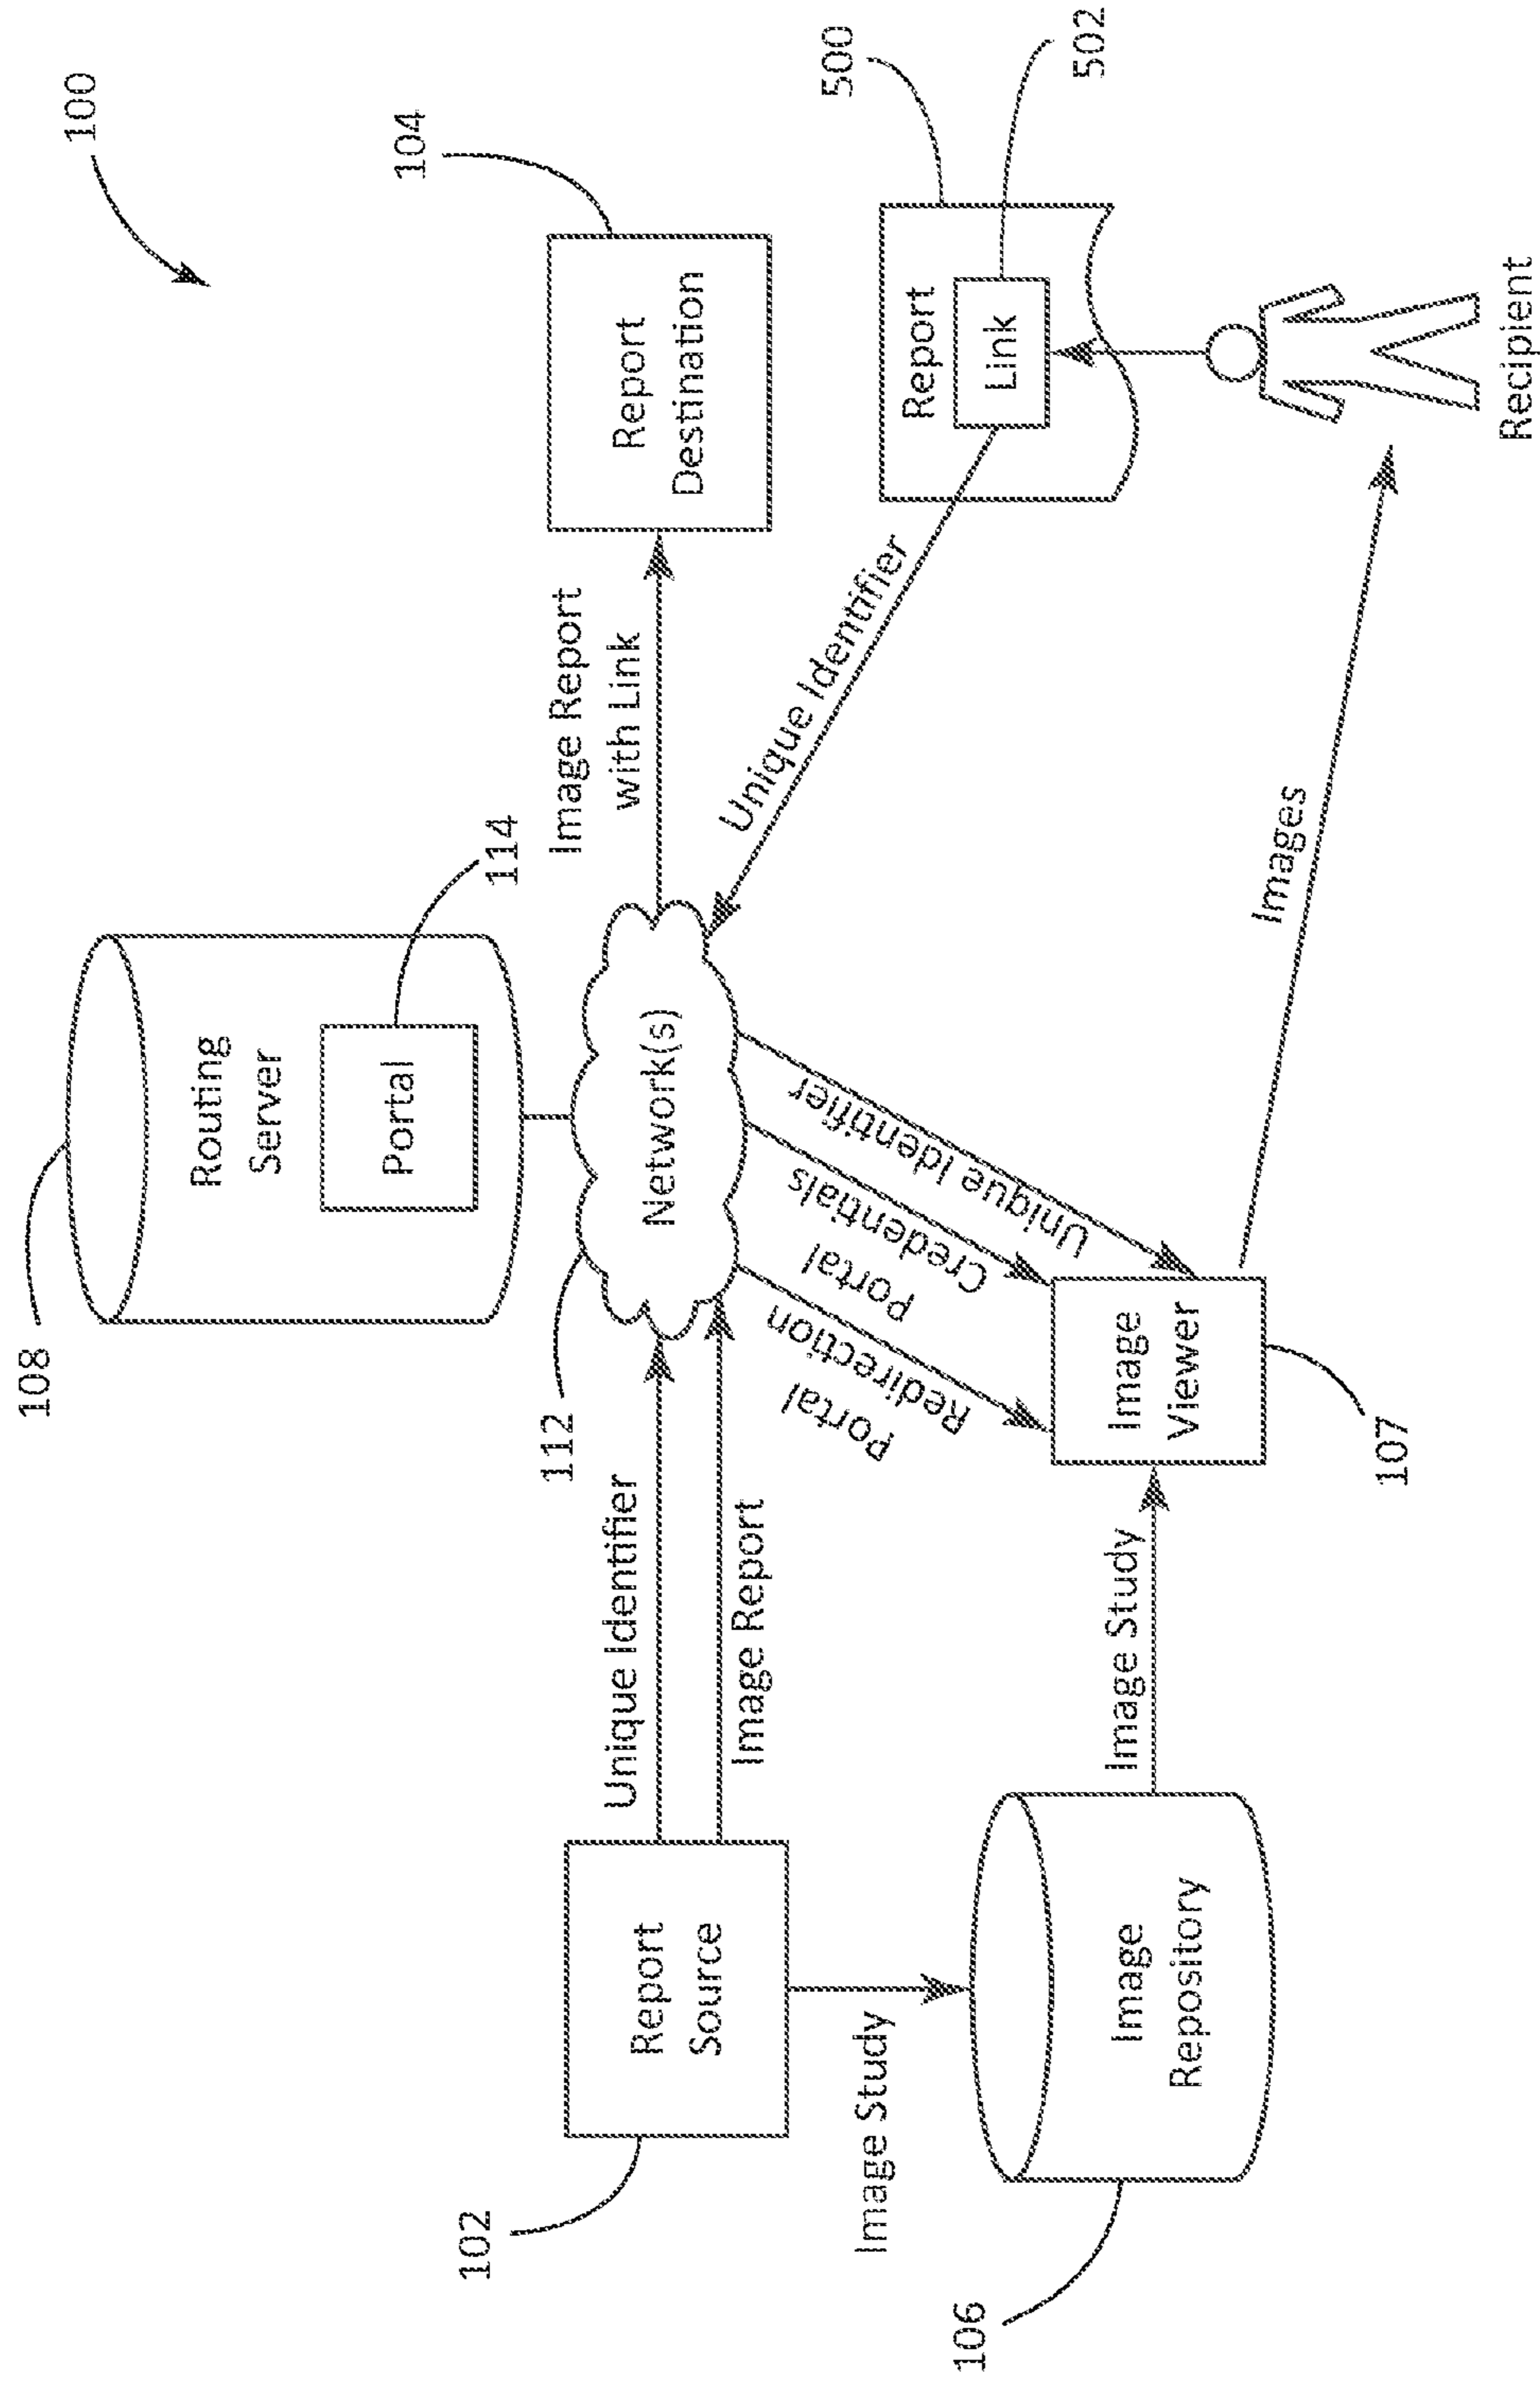 100
108
Routing
Server
Portal
114
104
Report
Destination
Image Report
with Link
112
Network(s)
102
Report
Source
Unique Identifier
Image Report
Unique Identifier
500
Report
Link
502
Recipient
Portal
Redirection
Portal
Credentials
Unique Identifier
Image Study
106
Image
Repository
Image Study
Image
Viewer
107
Images